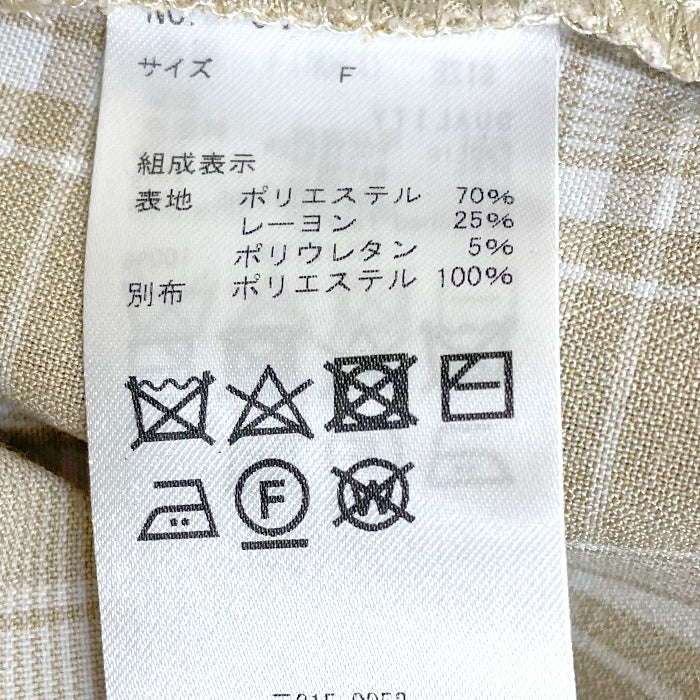 NO.
サイズ F
組成表示
表地 ポリエステル 70%
レーヨン 25%
ポリウレタン 5%
別布 ポリエステル 100%
F
W